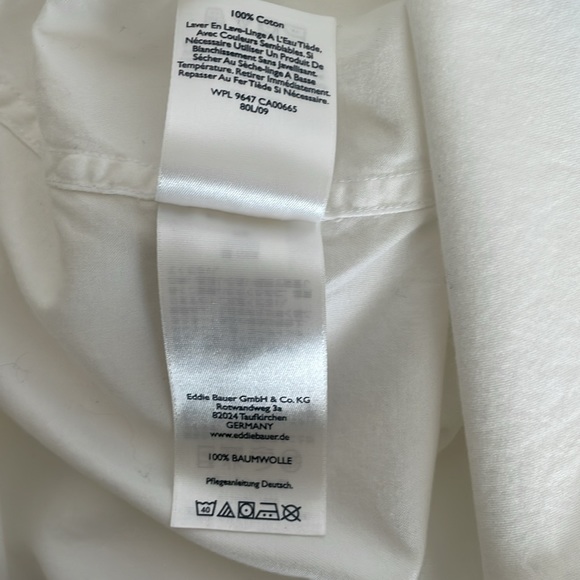 100% Coton
Laver En Lave-Linge A L'Eau Tiède.
Avec Couleurs Semblables. Si
Nécessaire Utiliser Un Produit De
Blanchissement Sans Javellisant.
Sécher Au Sèche-linge A Basse
Température. Retirer Immédiatement.
Repasser Au Fer Tiède Si Nécessaire.
WPL 9647 CA00665
80L/09
Eddie Bauer GmbH & Co. KG
Rotwandweg 3a
82024 Taufkirchen
GERMANY
www.eddiebauer.de
100% BAUMWOLLE
Pflegeanleitung Deutsch.
40